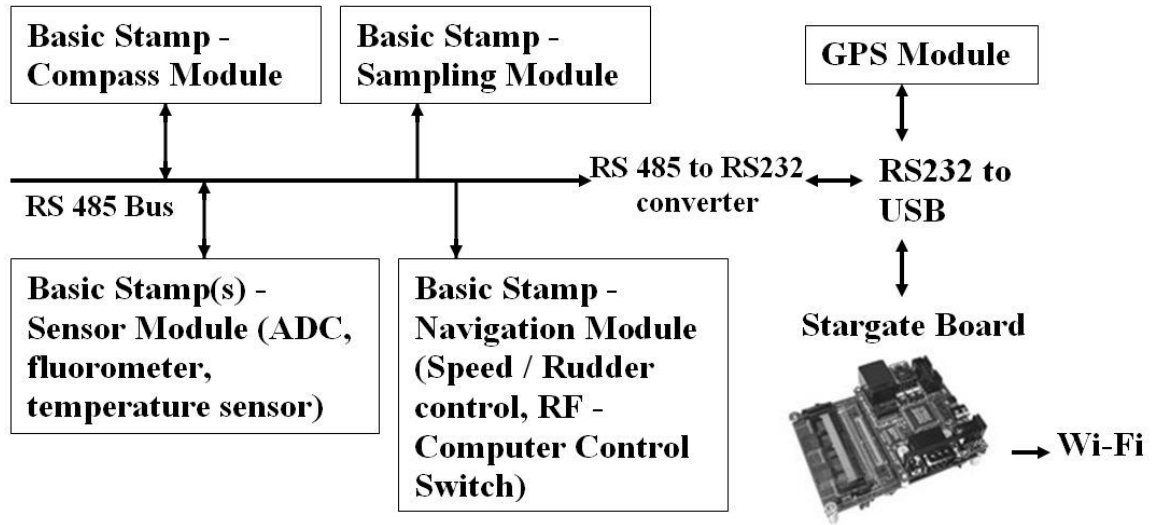 Basic Stamp -
Compass Module
Basic Stamp -
Sampling Module
GPS Module
RS 485 Bus
RS 485 to RS232
converter
RS232 to
USB
Basic Stamp(s) -
Sensor Module (ADC,
fluorometer,
temperature sensor)
Basic Stamp -
Navigation Module
(Speed / Rudder
control, RF -
Computer Control
Switch)
Stargate Board
Wi-Fi